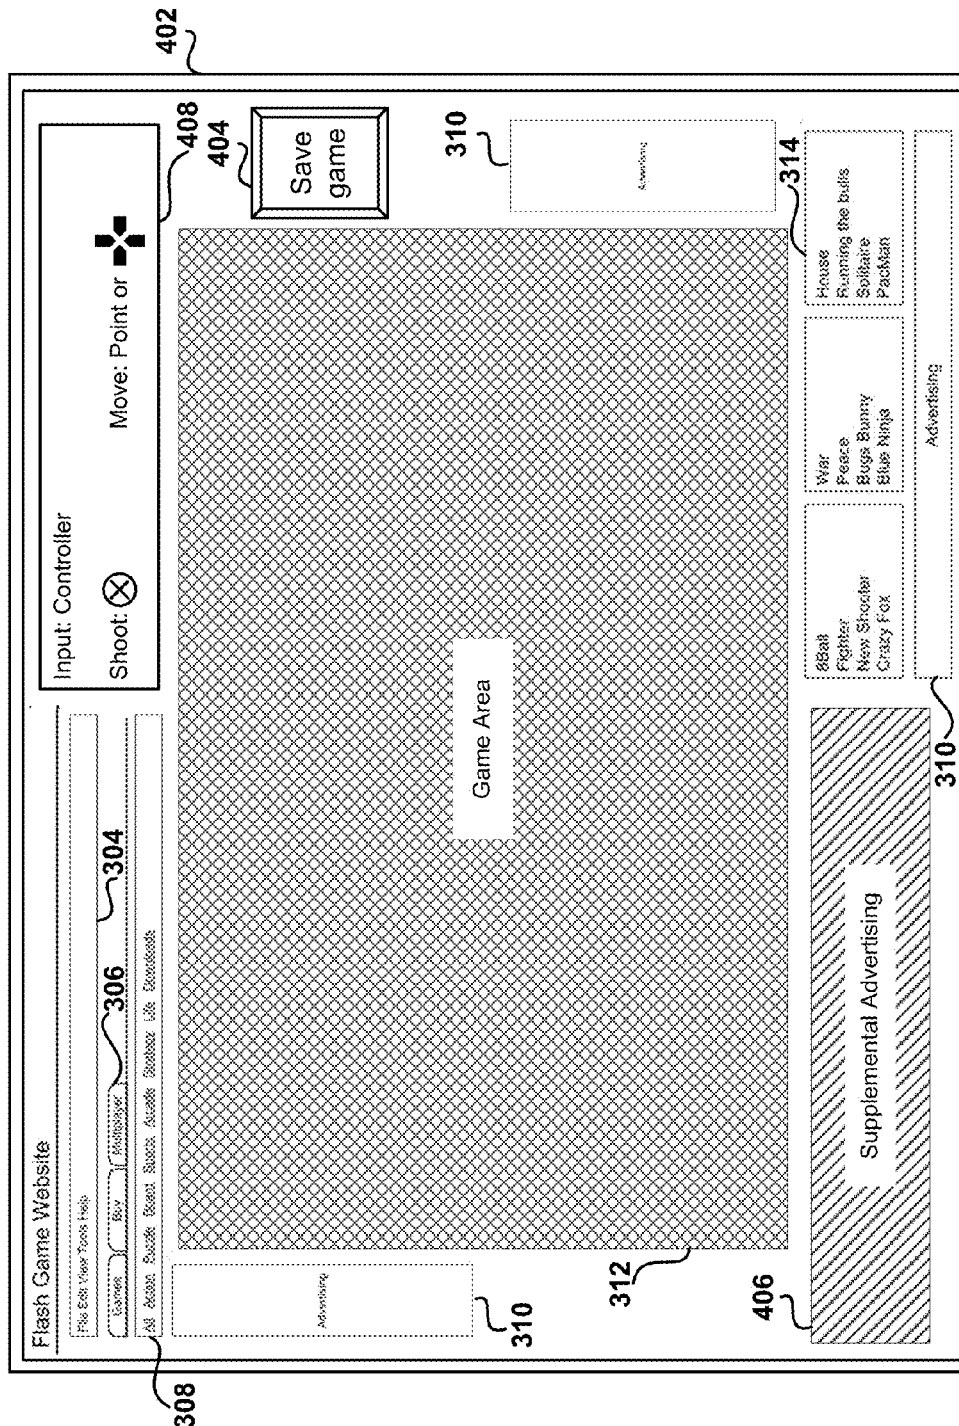 402
Flash Game Website
File Edit View Tools Help
304
Games Buy Multiplayer
306
All Action Puzzle Recent Sports Arcade Database Life Downloads
308
Input: Controller
Shoot:
Move: Point or
408
404
Save
game
Advertising
310
Game Area
312
310
Advertising
314
406
Supplemental Advertising
8Ball
Fighter
New Shooter
Crazy Fox
War
Peace
Bugs Bunny
Blue Ninja
House
Running the bulls
Solitaire
PacMan
Advertising
310